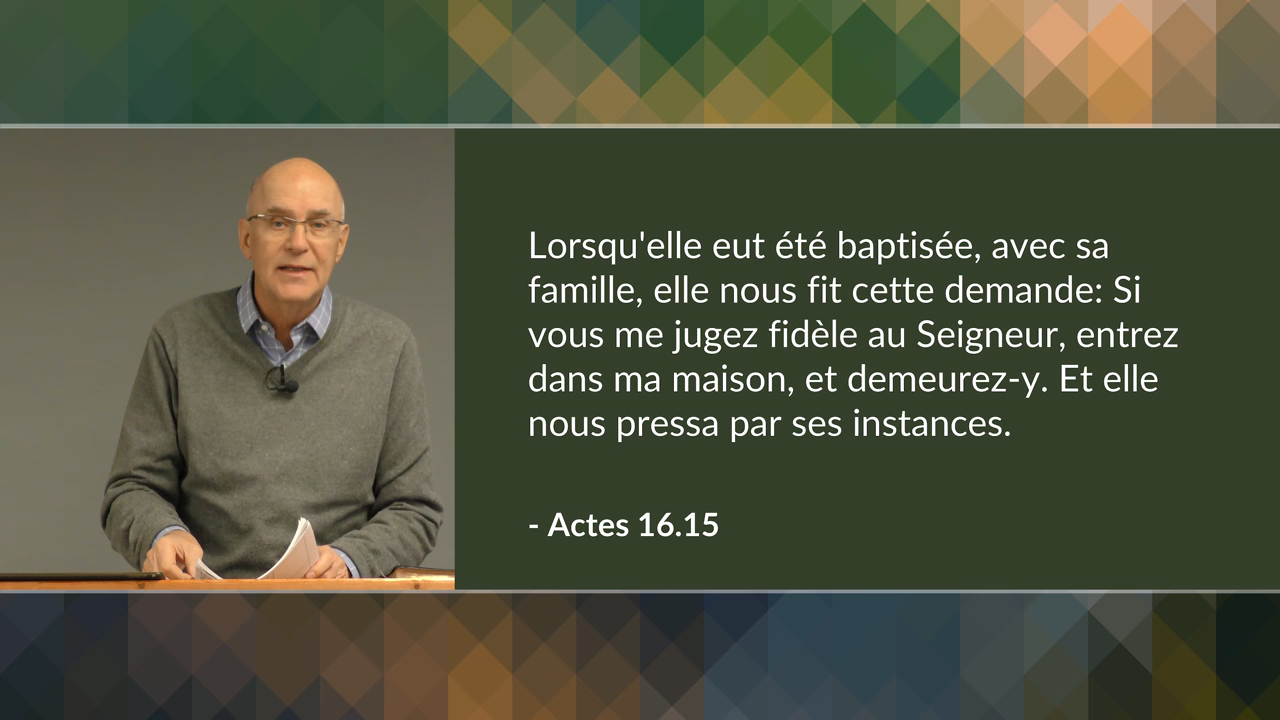 Lorsqu'elle eut été baptisée, avec sa
famille, elle nous fit cette demande: Si
vous me jugez fidèle au Seigneur, entrez
dans ma maison, et demeurez-y. Et elle
nous pressa par ses instances.
- Actes 16.15